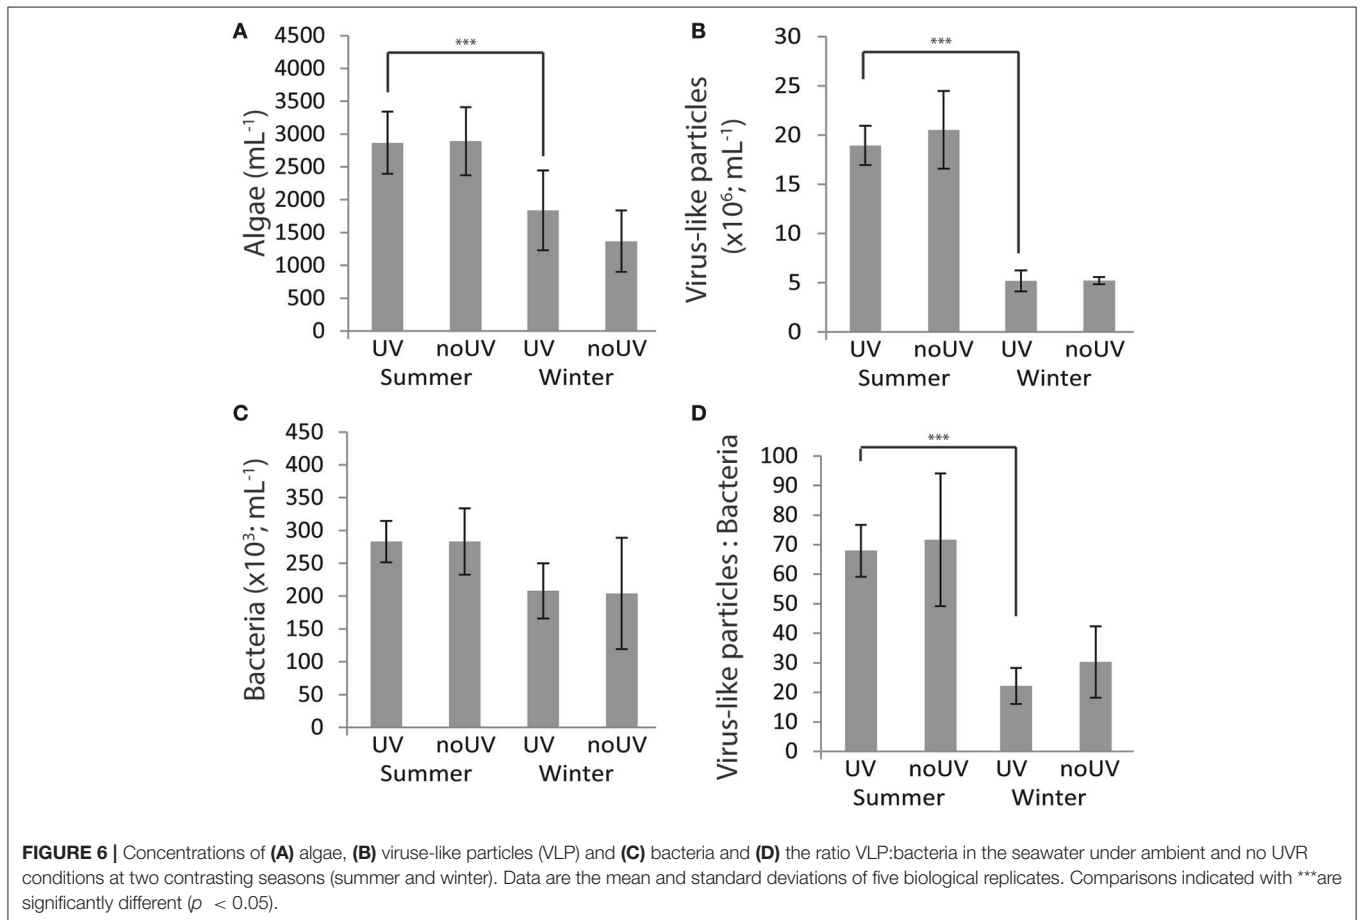 A
4500
4000
3500
3000
2500
2000
1500
1000
500
0
Algae (mL-1)
***
UV noUV UV noUV
Summer Winter
B
30
25
20
15
10
5
0
Virus-like particles
(x10⁶; mL-1)
***
UV noUV UV noUV
Summer Winter
C
450
400
350
300
250
200
150
100
50
0
Bacteria (x10³; mL-1)
UV noUV UV noUV
Summer Winter
D
100
90
80
70
60
50
40
30
20
10
0
Virus-like particles : Bacteria
***
UV noUV UV noUV
Summer Winter
FIGURE 6 | Concentrations of (A) algae, (B) viruse-like particles (VLP) and (C) bacteria and (D) the ratio VLP:bacteria in the seawater under ambient and no UVR
conditions at two contrasting seasons (summer and winter). Data are the mean and standard deviations of five biological replicates. Comparisons indicated with ***are
significantly different (p < 0.05).